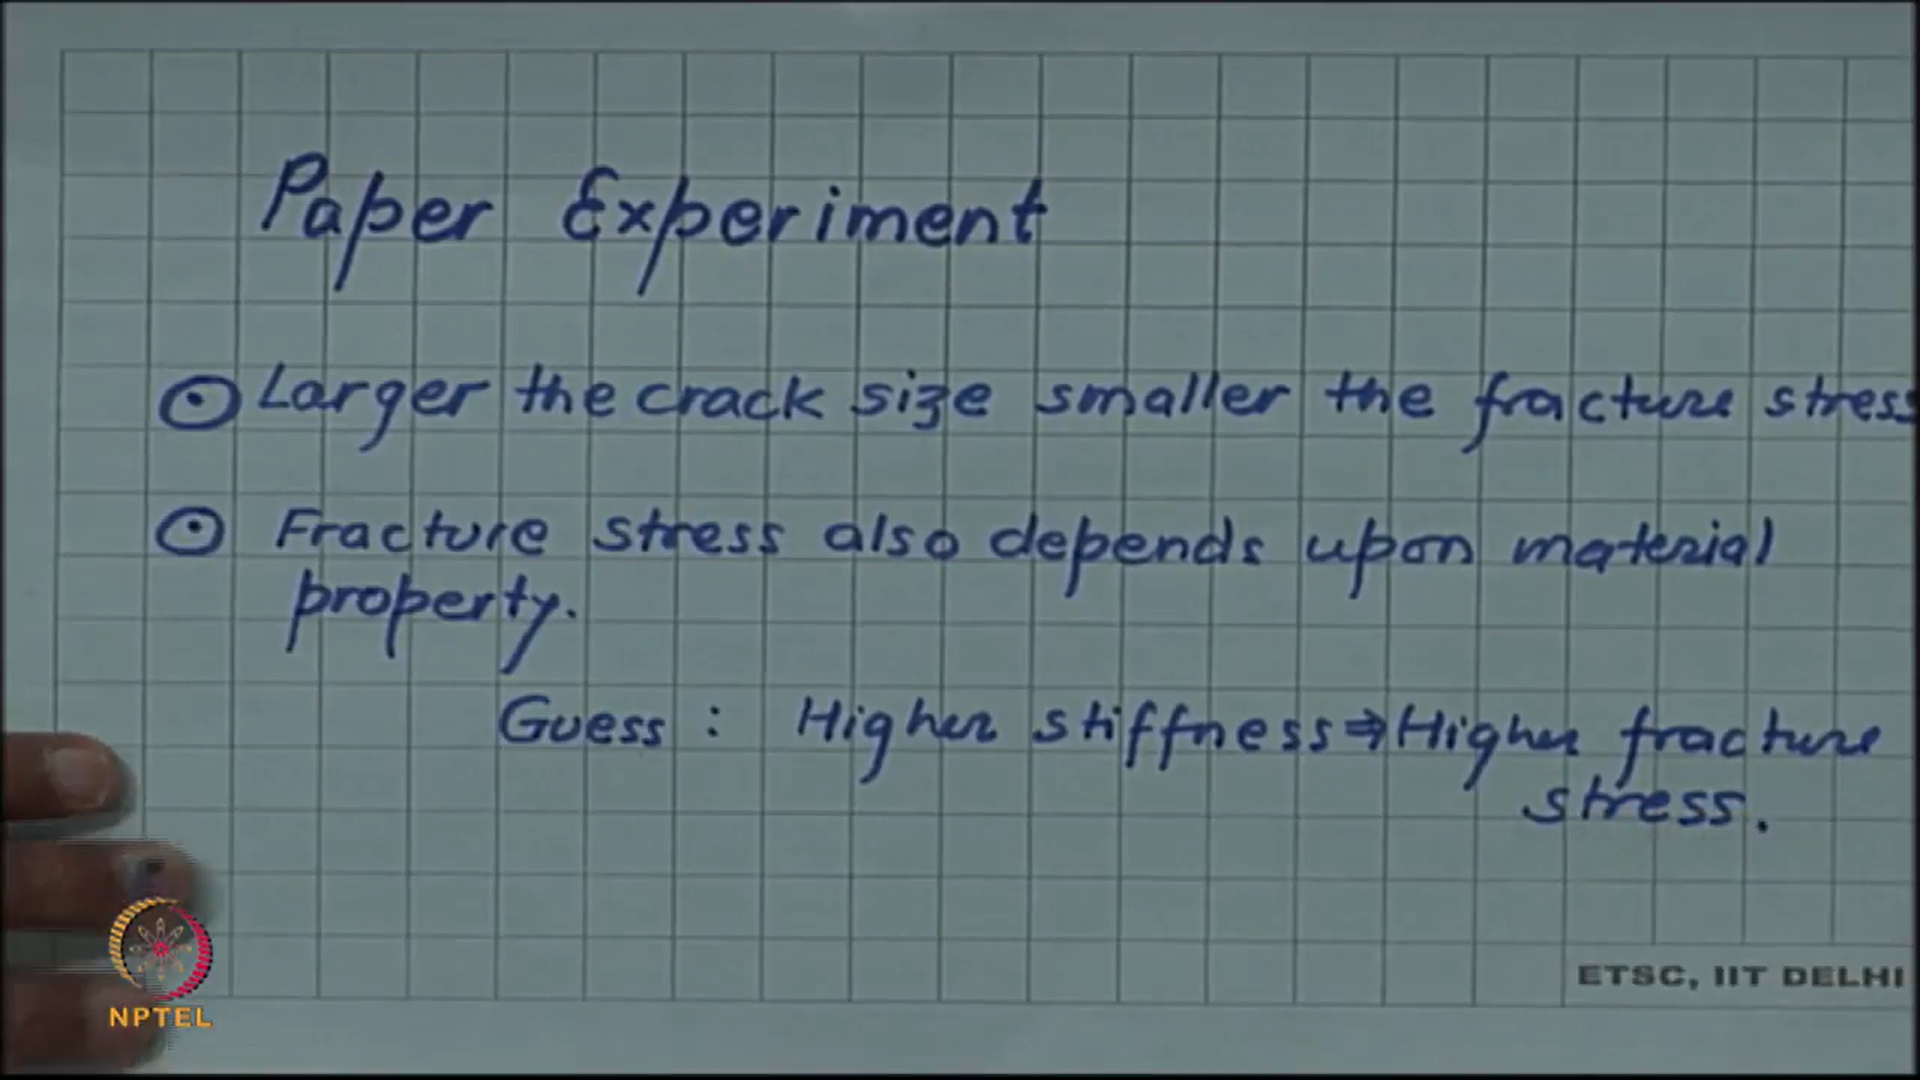 Paper Experiment
Larger the crack size smaller the fracture stress
Fracture stress also depends upon material
property.
Guess : Higher stiffness ⇒ Higher fracture
stress.
ETSC, IIT DELHI
NPTEL